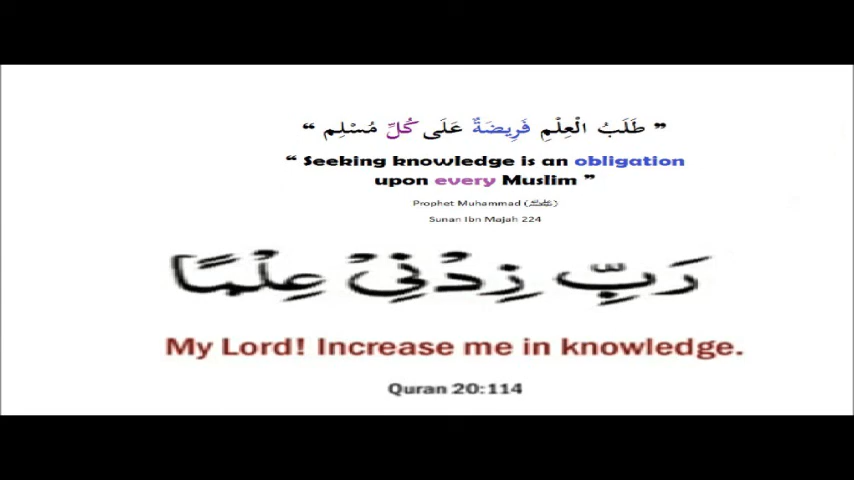 ” طَلَبُ الْعِلْمِ فَرِيضَةٌ عَلَى كُلِّ مُسْلِمٍ “
“ Seeking knowledge is an obligation
upon every Muslim ”
Prophet Muhammad (ﷺ)
Sunan Ibn Majah 224
رَبِّ زِدْنِيْ عِلْمًا
My Lord! Increase me in knowledge.
Quran 20:114